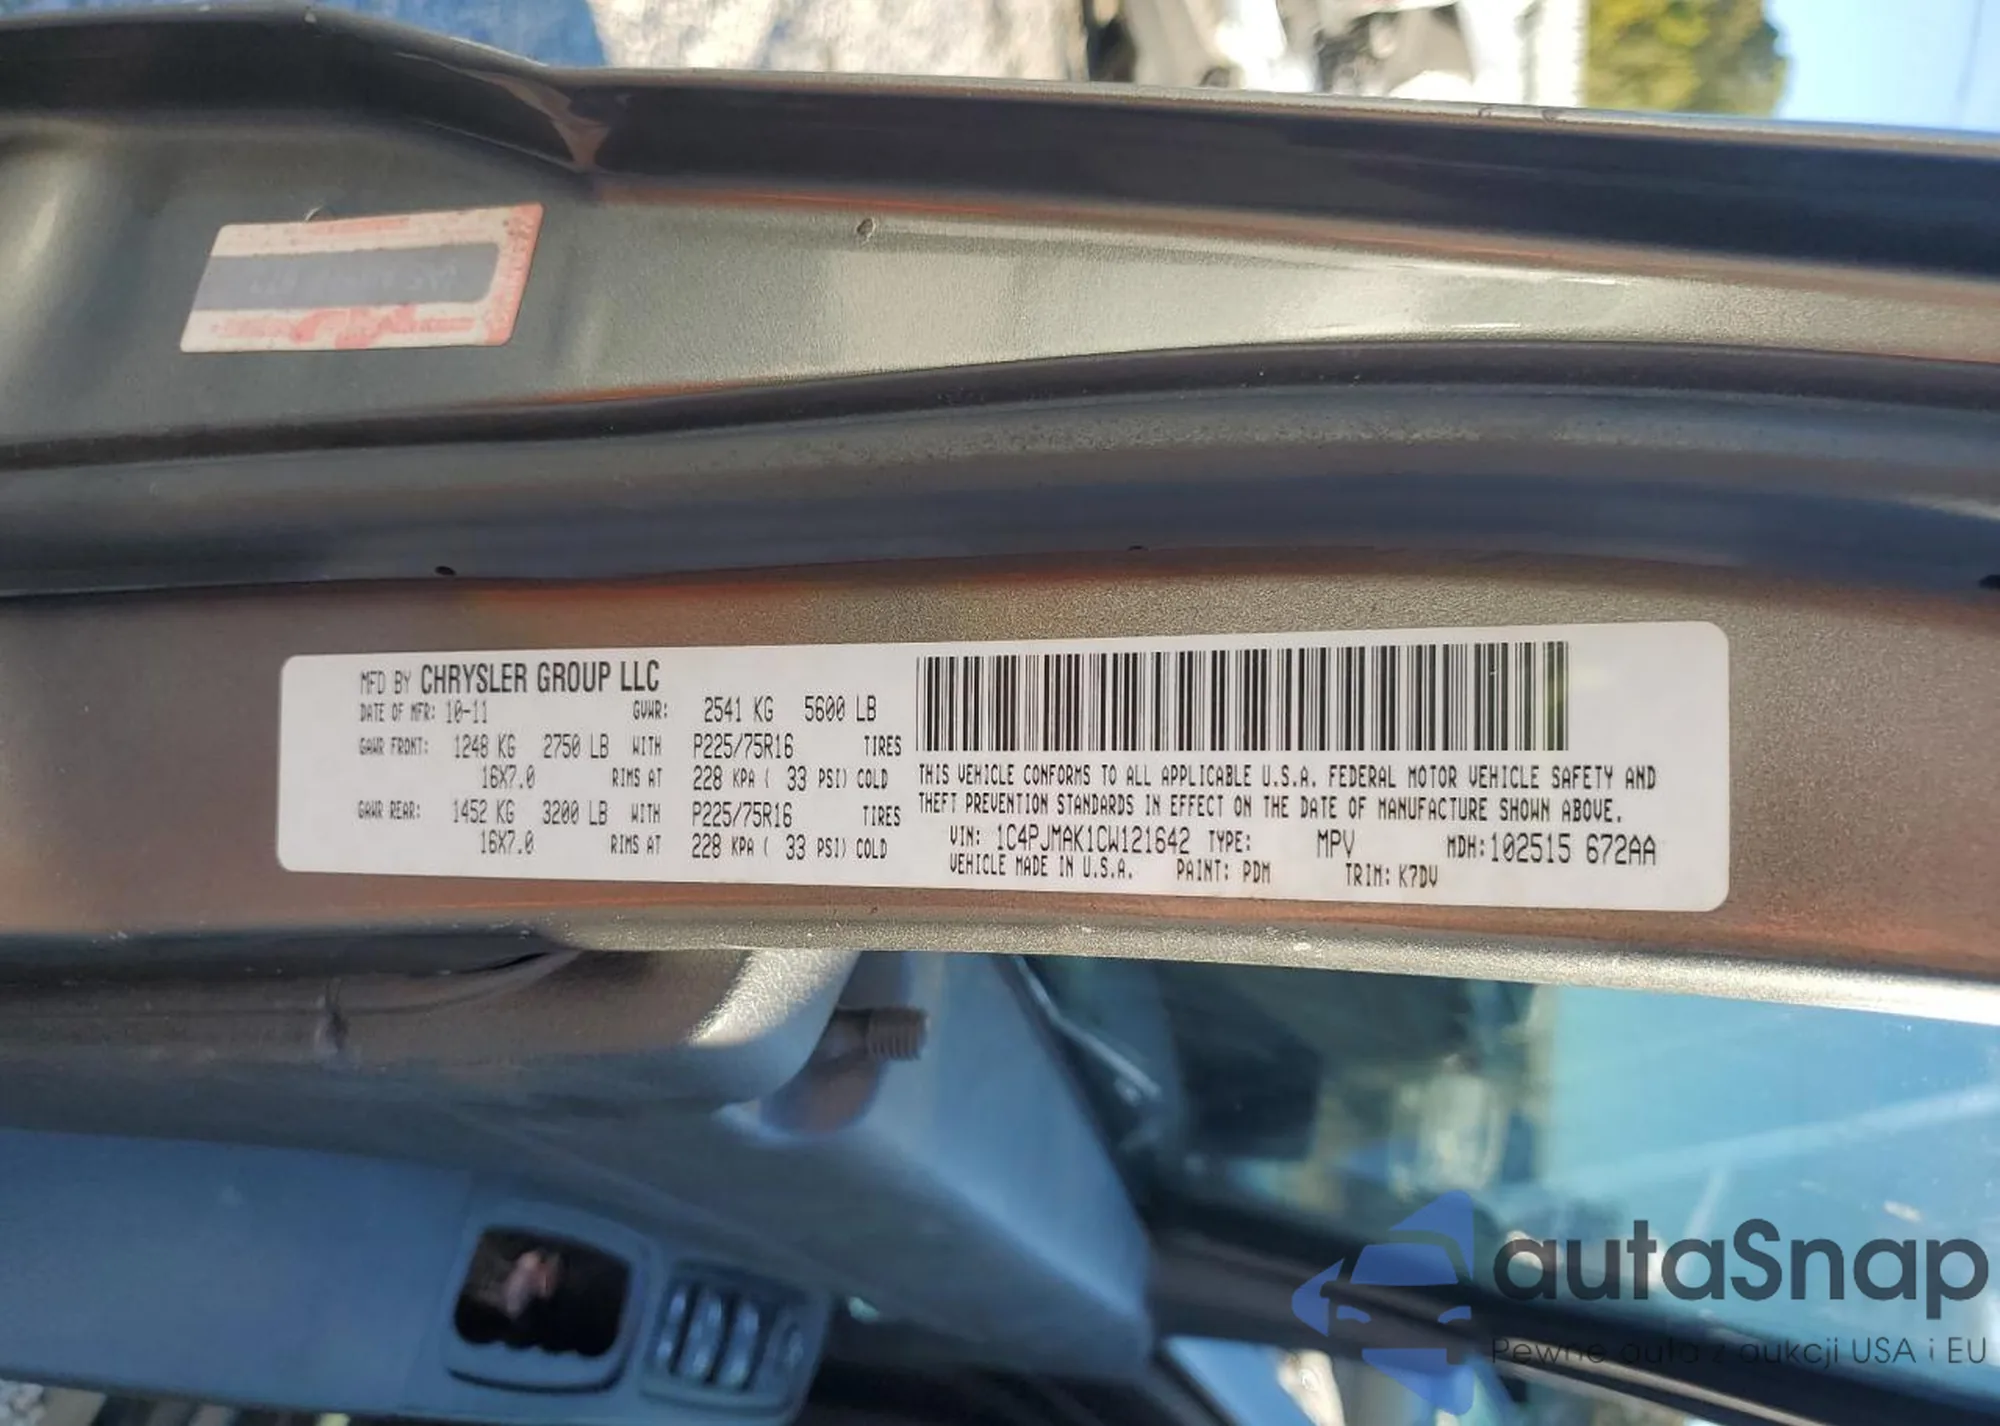 MFD BY CHRYSLER GROUP LLC
DATE OF MFR: 10-11 GVWR: 2541 KG 5600 LB
GAWR FRONT: 1248 KG 2750 LB WITH P225/75R16 TIRES
16X7.0 RIMS AT 228 KPA ( 33 PSI) COLD
GAWR REAR: 1452 KG 3200 LB WITH P225/75R16 TIRES
16X7.0 RIMS AT 228 KPA ( 33 PSI) COLD
THIS VEHICLE CONFORMS TO ALL APPLICABLE U.S.A. FEDERAL MOTOR VEHICLE SAFETY AND
THEFT PREVENTION STANDARDS IN EFFECT ON THE DATE OF MANUFACTURE SHOWN ABOVE.
VIN: 1C4PJMAK1CW121642 TYPE: MPV MDH: 102515 672AA
VEHICLE MADE IN U.S.A. PAINT: PDM TRIM: K7DV
autaSnap
Pewne auta z aukcji USA i EU